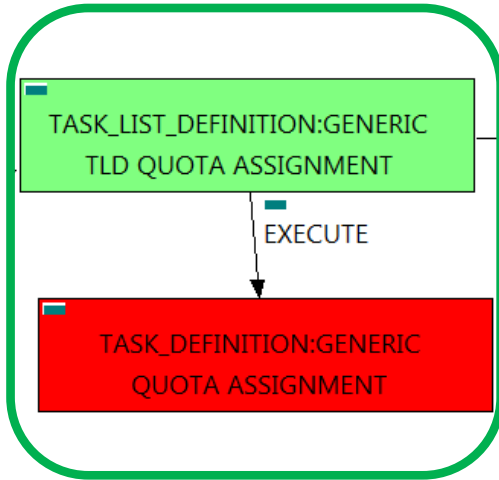 TASK_LIST_DEFINITION:GENERIC
TLD QUOTA ASSIGNMENT
EXECUTE
TASK_DEFINITION:GENERIC
QUOTA ASSIGNMENT